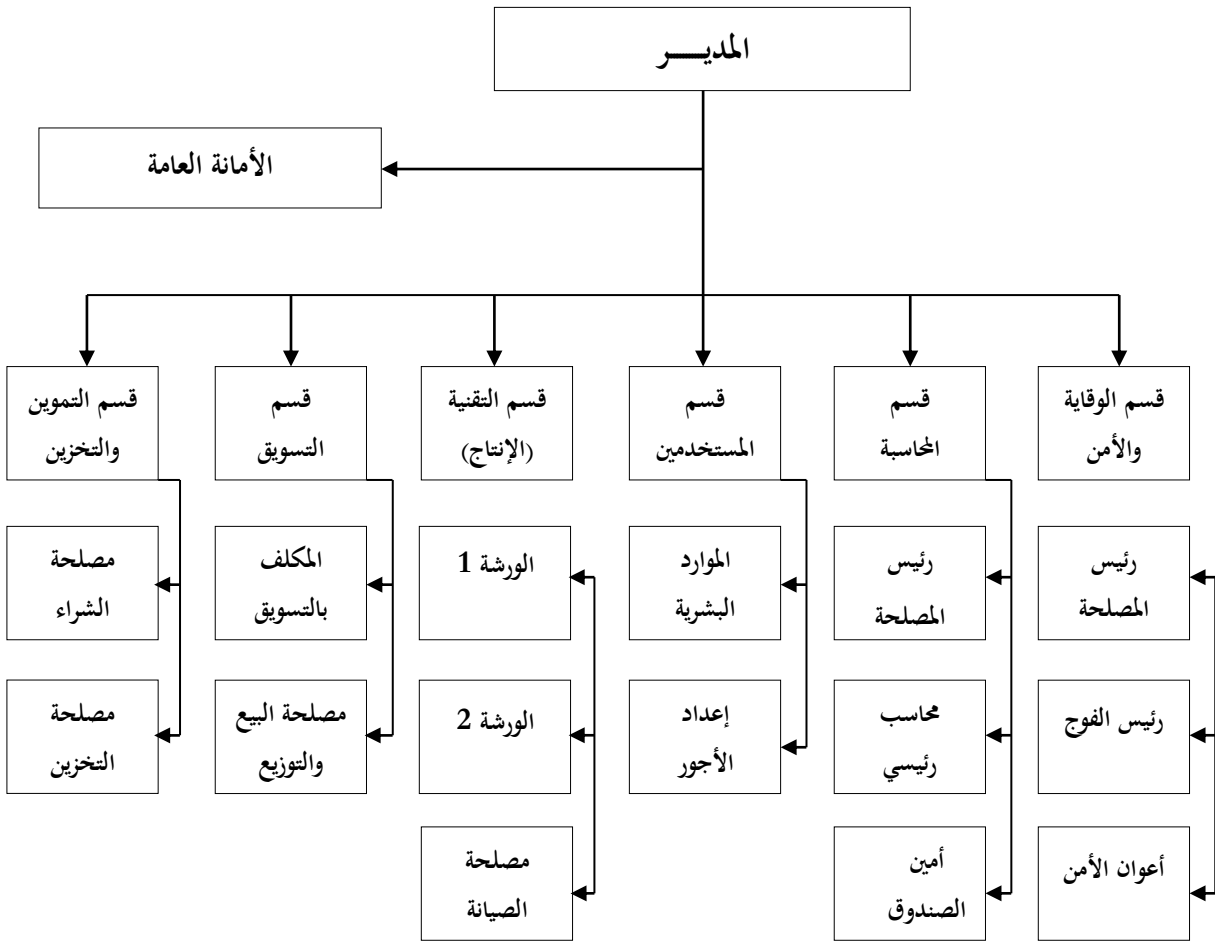 المديـــــر
الأمانة العامة
قسم الوقاية
والأمن
قسم
المحاسبة
قسم
المستخدمين
قسم التقنية
(الإنتاج)
قسم
التسويق
قسم التموين
والتخزين
رئيس
المصلحة
رئيس
المصلحة
الموارد
البشرية
الورشة 1
المكلف
بالتسويق
مصلحة
الشراء
رئيس الفوج
محاسب
رئيسي
إعداد
الأجور
الورشة 2
مصلحة البيع
والتوزيع
مصلحة
التخزين
أعوان الأمن
أمين
الصندوق
مصلحة
الصيانة